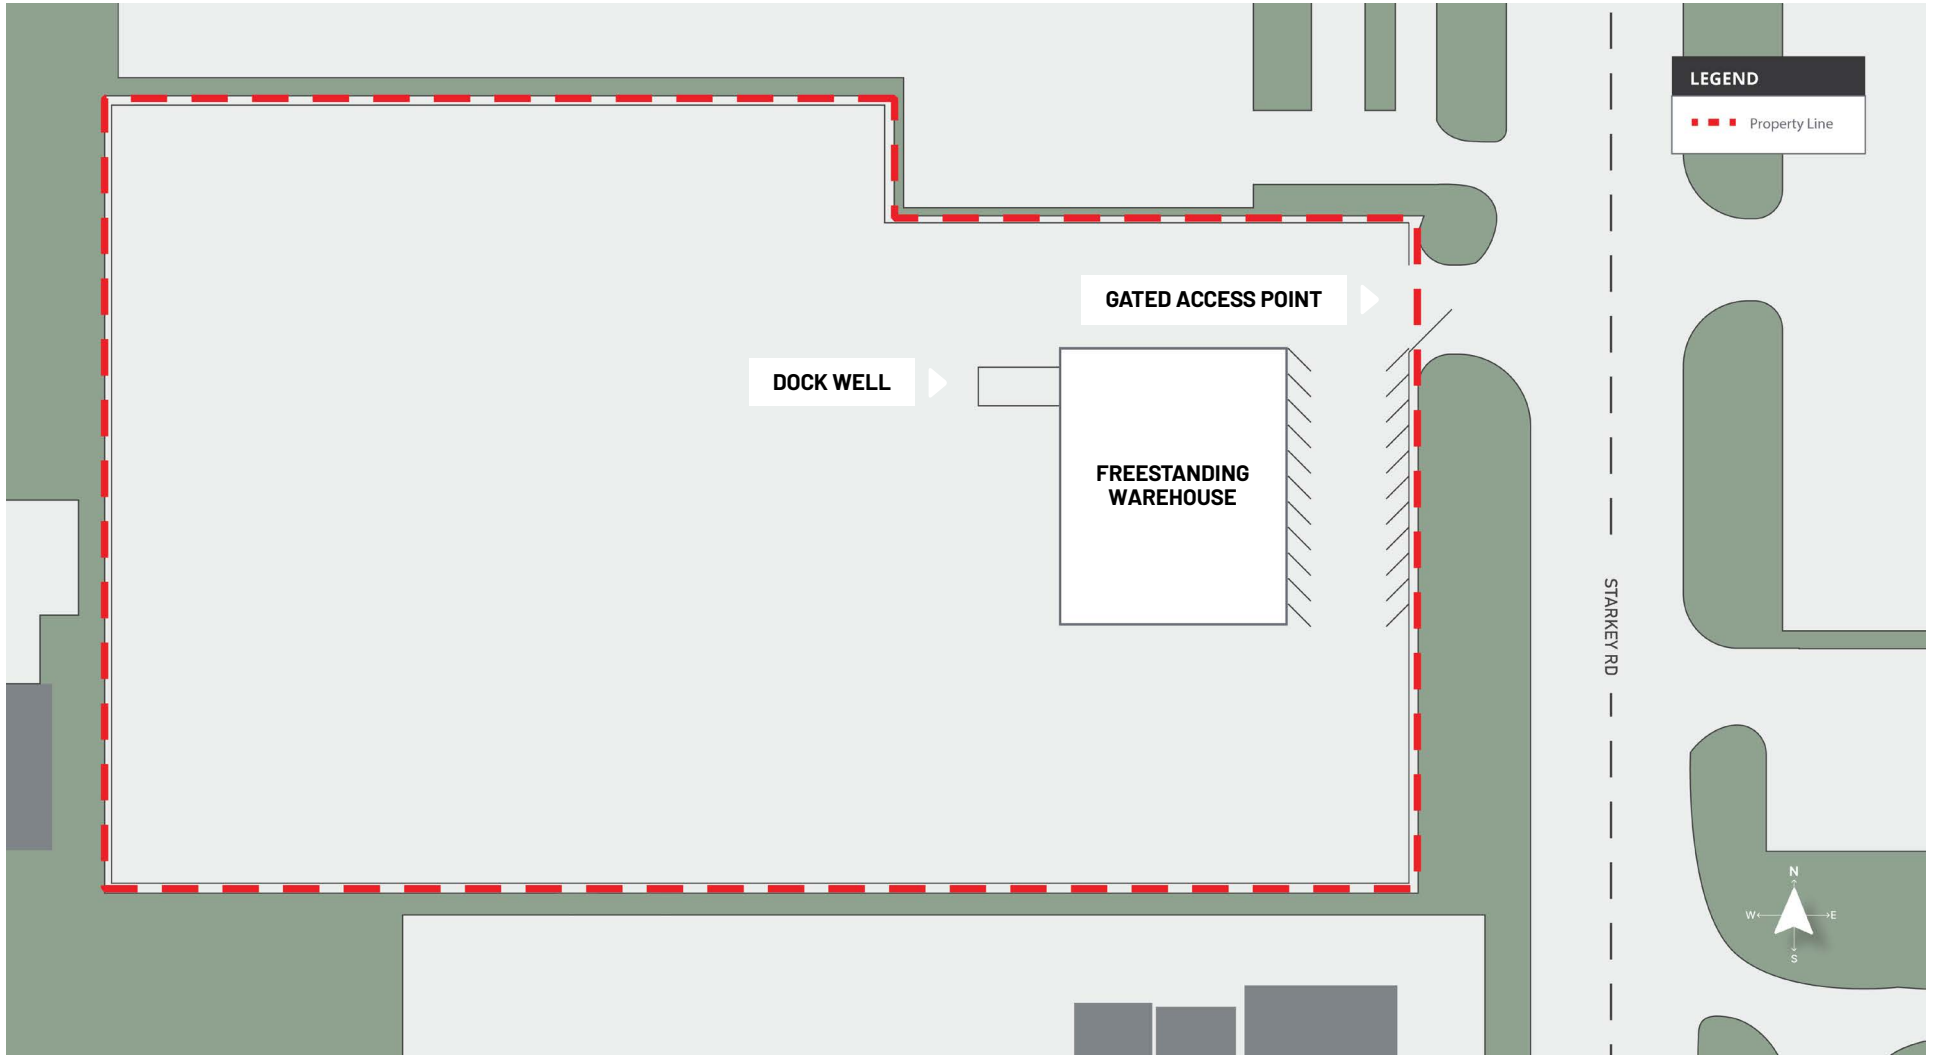 LEGEND
Property Line
GATED ACCESS POINT
DOCK WELL
FREESTANDING
WAREHOUSE
STARKEY RD
N
W
E
S